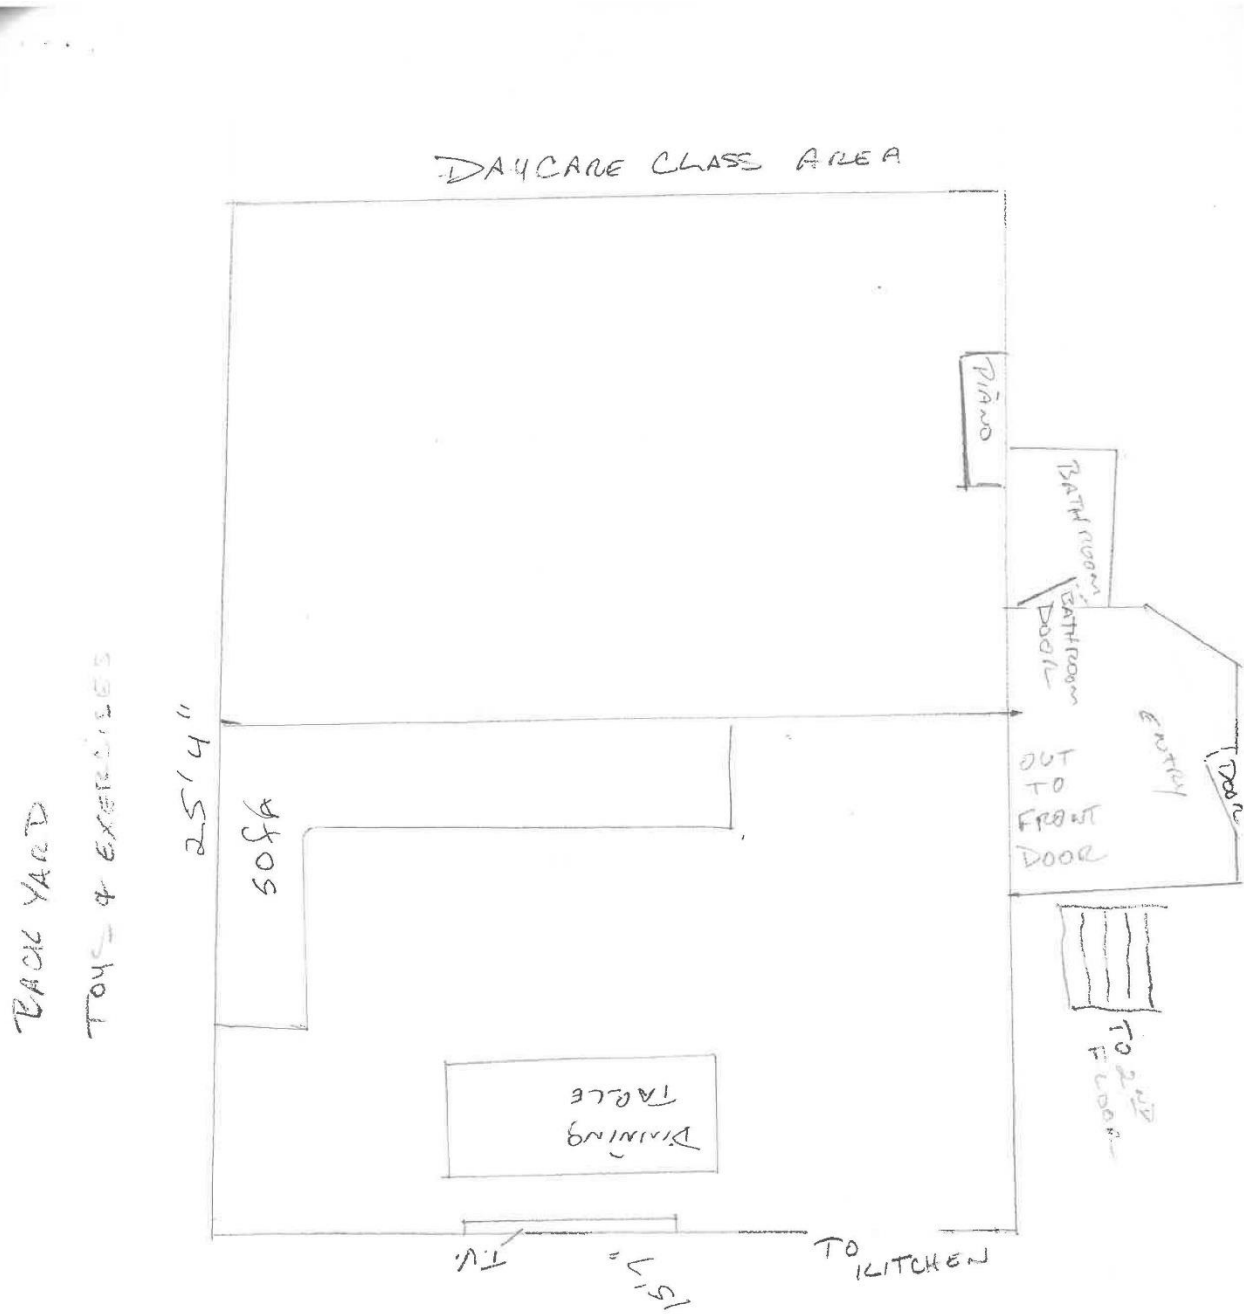 DAYCARE CLASS AREA
PIANO
BATHROOM
BATHROOM
DOOR
ENTRY
DOOR
OUT
TO
FRONT
DOOR
BACK YARD
TOYS & EXERCISES
25' 4"
SOfA
TO 2ND
FLOOR
DINING
TABLE
T.V.
15' 7"
TO
KITCHEN